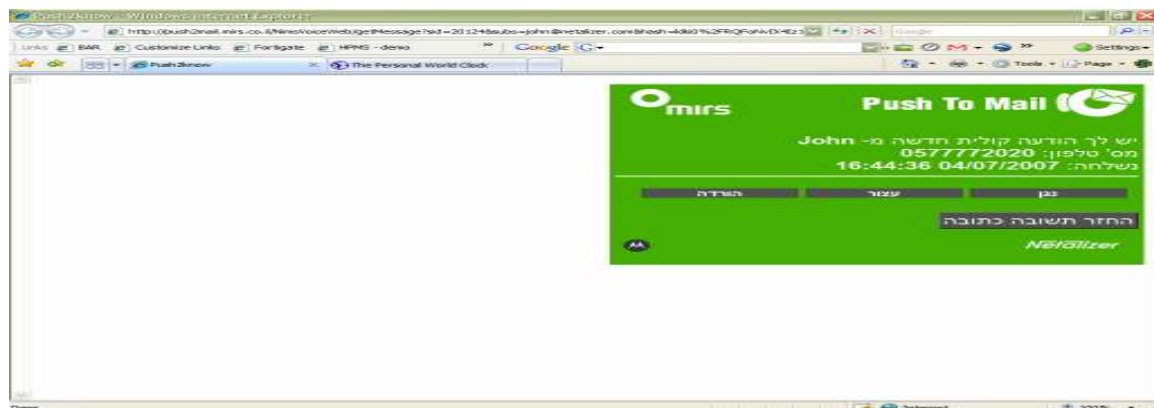 Push2know - Windows Internet Explorer
Links BAR Customize Links Fortigate HPMS - demo Google Settings
Push2know The Personal World Clock Tools Page
mirs Push To Mail
יש לך הודעה קולית חדשה מ- John
מס' טלפון: 0577772020
נשלחה: 04/07/2007 16:44:36
נגן עצור הורדה
החזר תשובה כתובה
Netalizer
Internet